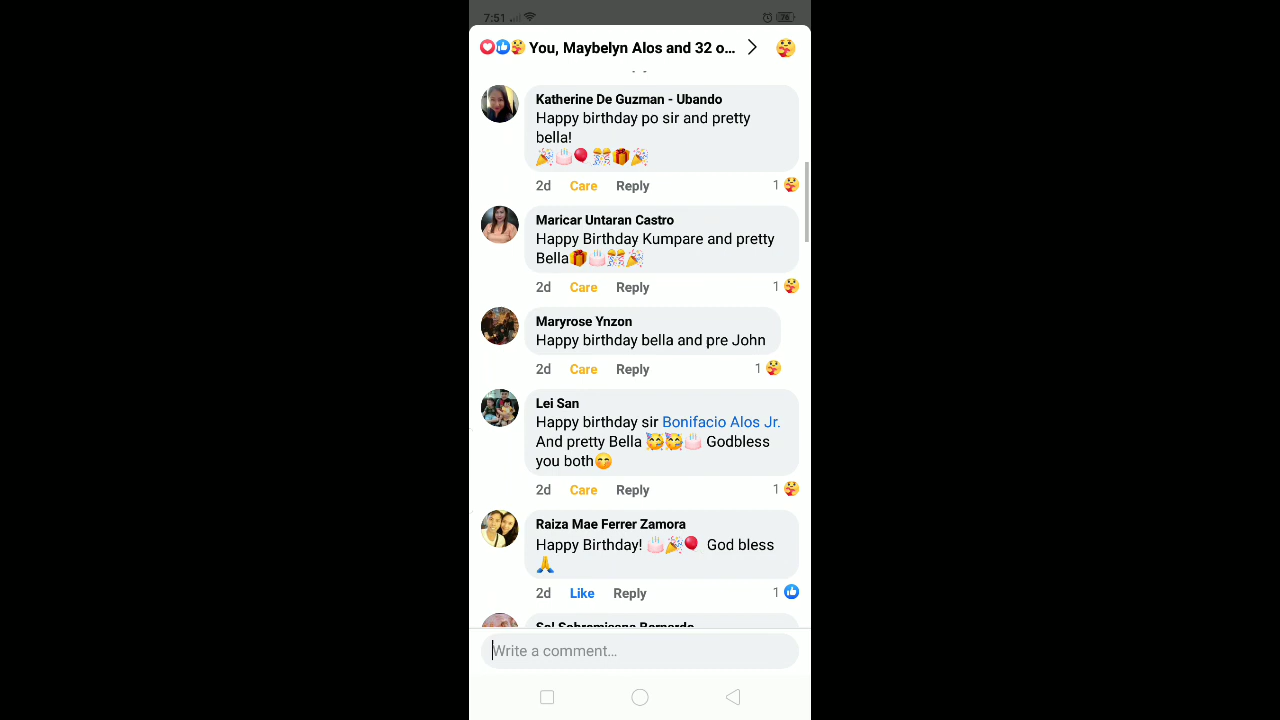 7:51
78
You, Maybelyn Alos and 32 o...
Katherine De Guzman - Ubando
Happy birthday po sir and pretty
bella!
2d Care Reply 1
Maricar Untaran Castro
Happy Birthday Kumpare and pretty
Bella
2d Care Reply 1
Maryrose Ynzon
Happy birthday bella and pre John
2d Care Reply 1
Lei San
Happy birthday sir Bonifacio Alos Jr.
And pretty Bella Godbless
you both
2d Care Reply 1
Raiza Mae Ferrer Zamora
Happy Birthday! God bless
2d Like Reply 1
Write a comment...